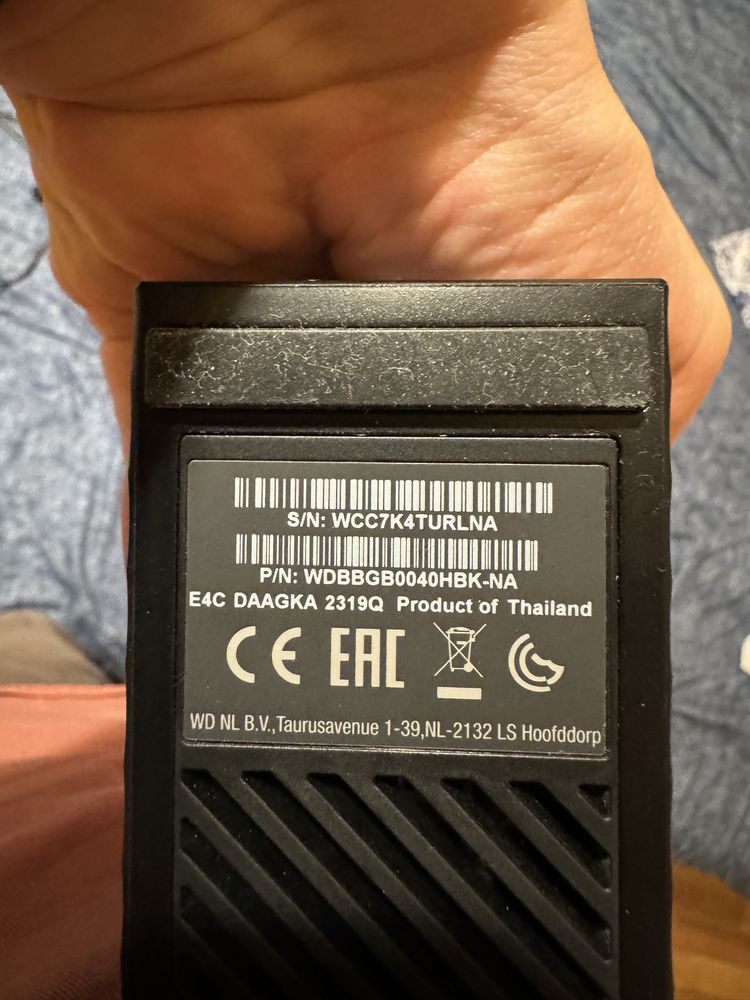 S/N: WCC7K4TURLNA
P/N: WDBBGB0040HBK-NA
E4C DAAGKA 2319Q Product of Thailand
CE EAC
WD NL B.V.,Taurusavenue 1-39,NL-2132 LS Hoofddorp